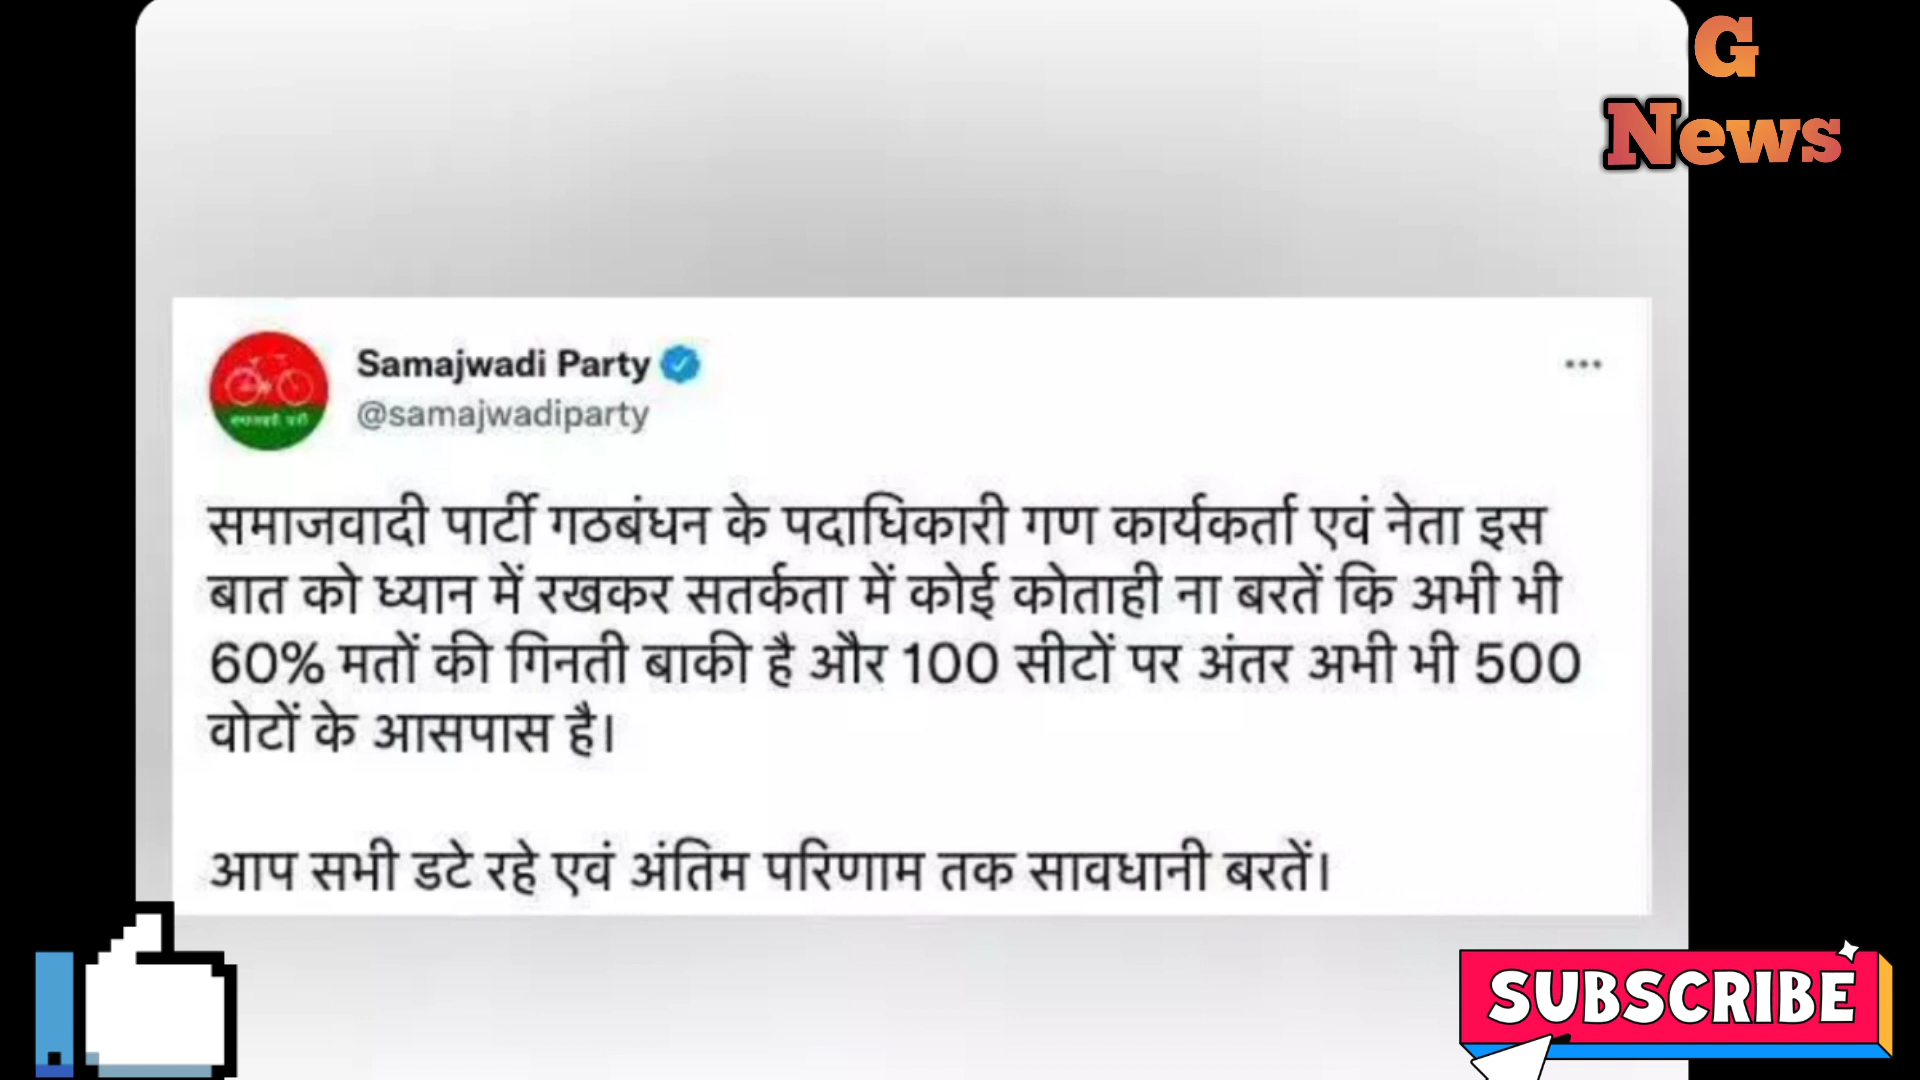 G
News
Samajwadi Party
@samajwadiparty
समाजवादी पार्टी गठबंधन के पदाधिकारी गण कार्यकर्ता एवं नेता इस
बात को ध्यान में रखकर सतर्कता में कोई कोताही ना बरतें कि अभी भी
60% मतों की गिनती बाकी है और 100 सीटों पर अंतर अभी भी 500
वोटों के आसपास है।
आप सभी डटे रहे एवं अंतिम परिणाम तक सावधानी बरतें।
SUBSCRIBE